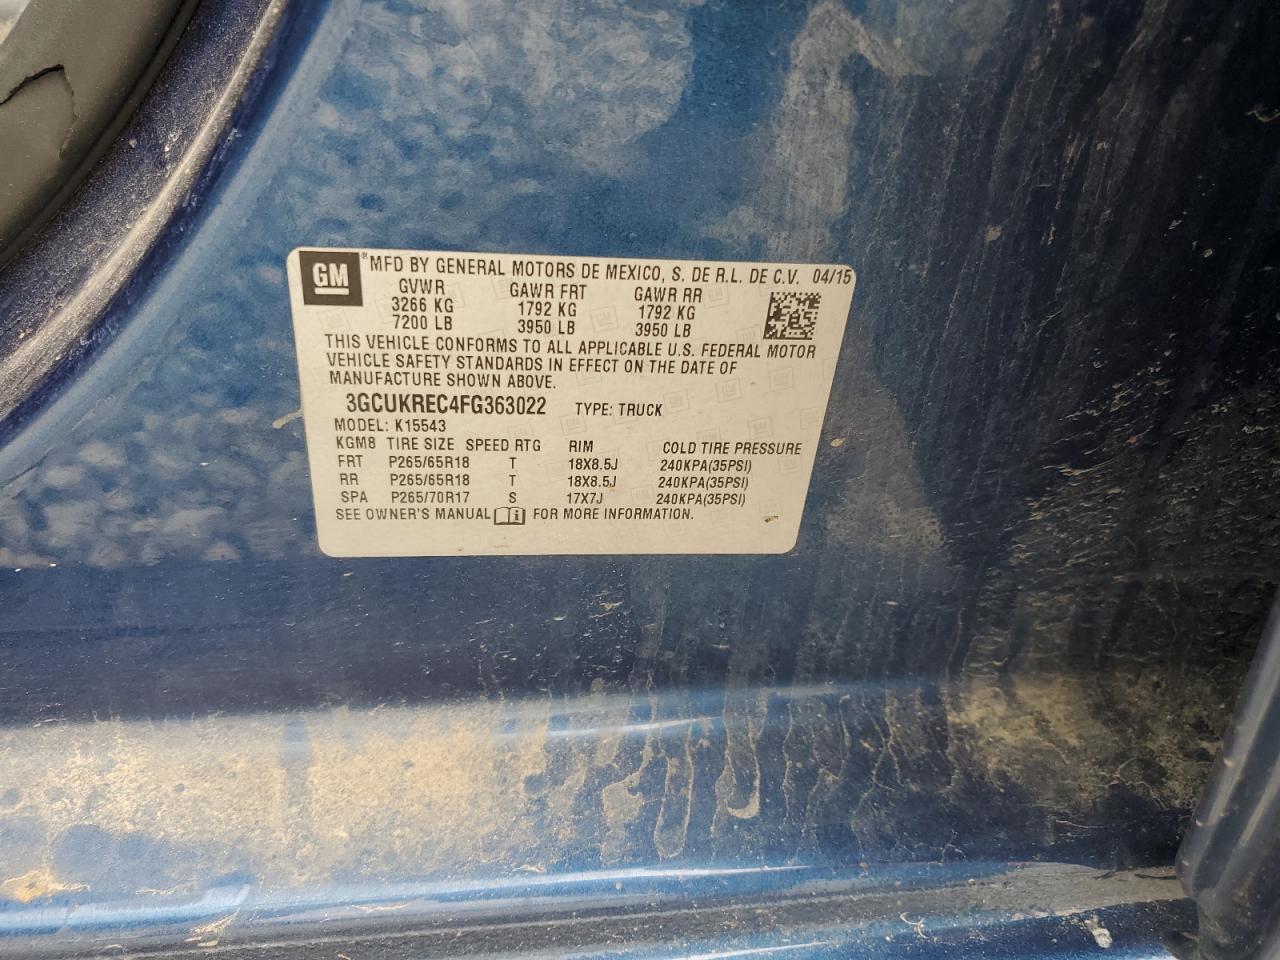 GM ® MFD BY GENERAL MOTORS DE MEXICO, S. DE R.L. DE C.V. 04/15
GVWR GAWR FRT GAWR RR
3266 KG 1792 KG 1792 KG
7200 LB 3950 LB 3950 LB
THIS VEHICLE CONFORMS TO ALL APPLICABLE U.S. FEDERAL MOTOR
VEHICLE SAFETY STANDARDS IN EFFECT ON THE DATE OF
MANUFACTURE SHOWN ABOVE.
3GCUKREC4FG363022 TYPE: TRUCK
MODEL: K15543
KGMB TIRE SIZE SPEED RTG RIM COLD TIRE PRESSURE
FRT P265/65R18 T 18X8.5J 240KPA(35PSI)
RR P265/65R18 T 18X8.5J 240KPA(35PSI)
SPA P265/70R17 S 17X7J 240KPA(35PSI)
SEE OWNER'S MANUAL FOR MORE INFORMATION.